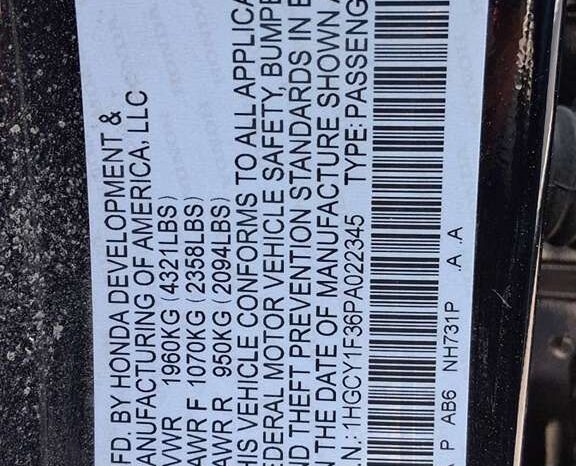 FD. BY HONDA DEVELOPMENT &
ANUFACTURING OF AMERICA, LLC
VWR 1960KG (4321LBS)
AWR F 1070KG (2358LBS)
AWR R 950KG (2094LBS)
HIS VEHICLE CONFORMS TO ALL APPLICA
EDERAL MOTOR VEHICLE SAFETY, BUMPE
ND THEFT PREVENTION STANDARDS IN E
N THE DATE OF MANUFACTURE SHOWN A
.N.: 1HGCY1F36PA022345 TYPE: PASSENG
P AB6 NH731P .A .A